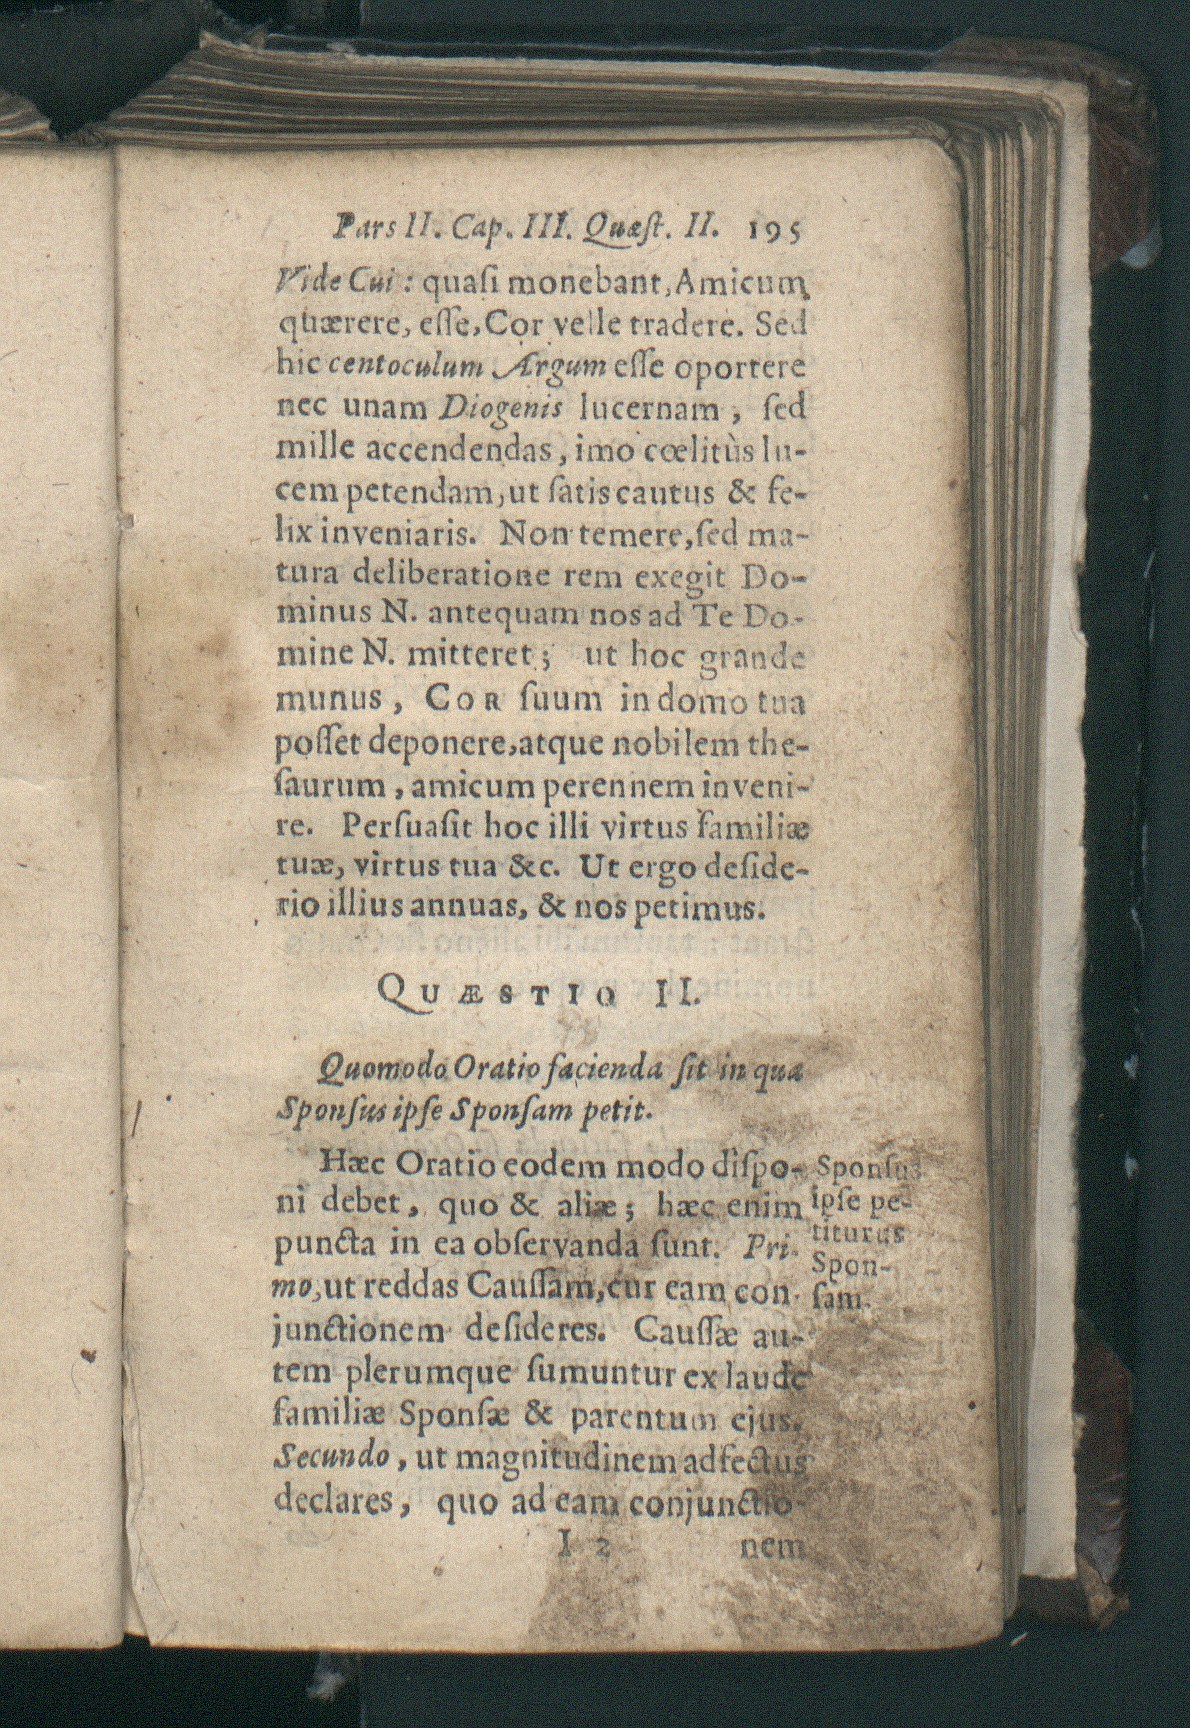 Pars II. Cap. III. Quæſt. II. 195
Vide Cui: quaſi monebant, Amicum
quærere, eſſe, Cor velle tradere. Sed
hic centoculum Ærgum eſſe oportere
nec unam Diogenis lucernam, ſed
mille accendendas, imo cœlitùs lu-
cem petendam, ut ſatis cautus & fe-
lix inveniaris. Non temere, ſed ma-
tura deliberatione rem exegit Do-
minus N. antequam nos ad Te Do-
mine N. mitteret; ut hoc grande
munus, COR ſuum in domo tua
poſſet deponere, atque nobilem the-
ſaurum, amicum perennem inveni-
re. Perſuaſit hoc illi virtus familiæ
tuæ, virtus tua &c. Ut ergo deſide-
rio illius annuas, & nos petimus.
QUÆSTIO II.
Quomodo Oratio facienda ſit in qua
Sponſus ipſe Sponſam petit.
Hæc Oratio eodem modo diſpo-
ni debet, quo & aliæ; hæc enim
puncta in ea obſervanda ſunt. Pri-
mo, ut reddas Cauſſam, cur eam con-
junctionem deſideres. Cauſſæ au-
tem plerumque ſumuntur ex laude
familiæ Sponſæ & parentum ejus.
Secundo, ut magnitudinem adfectus
declares, quo ad eam conjunctio-
I 2 nem
Sponſus
ipſe pe-
titurus
Spon-
ſam.